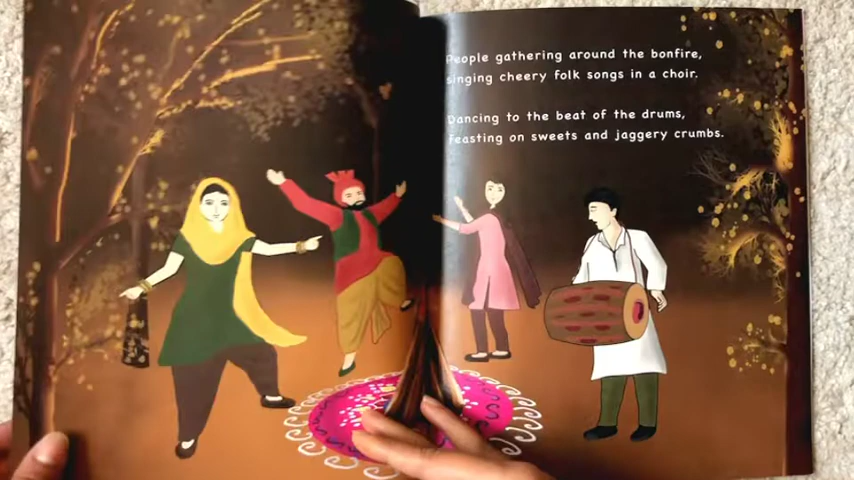 People gathering around the bonfire,
singing cheery folk songs in a choir.
Dancing to the beat of the drums,
feasting on sweets and jaggery crumbs.